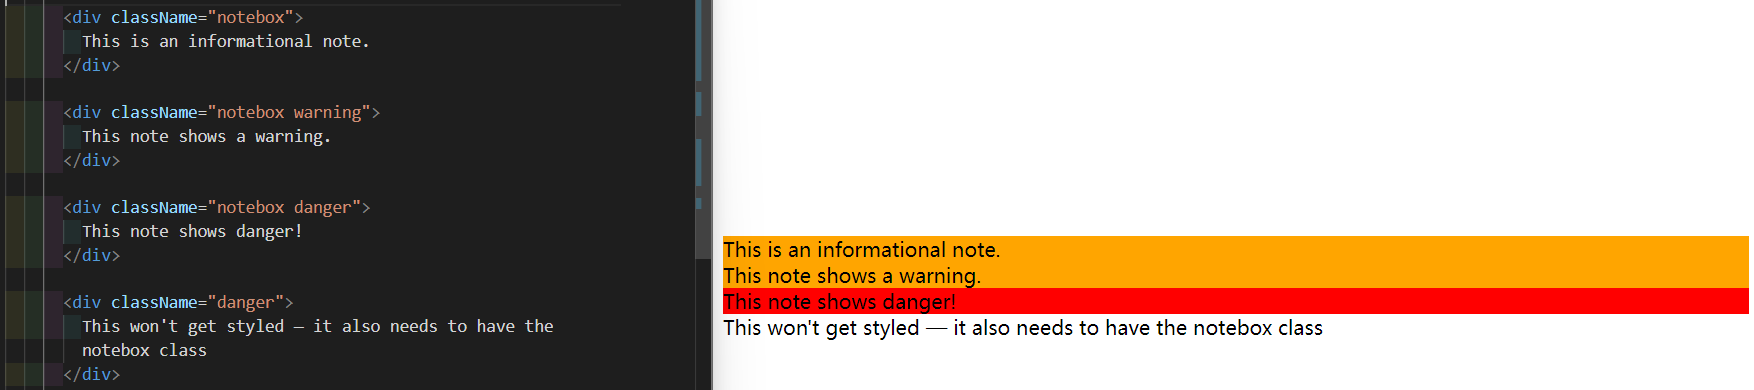 <div className="notebox">
This is an informational note.
</div>
<div className="notebox warning">
This note shows a warning.
</div>
<div className="notebox danger">
This note shows danger!
</div>
<div className="danger">
This won't get styled — it also needs to have the
notebox class
</div>
This is an informational note.
This note shows a warning.
This note shows danger!
This won't get styled — it also needs to have the notebox class